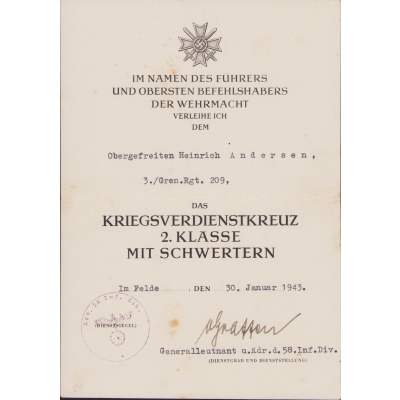 IM NAMEN DES FÜHRERS
UND OBERSTEN BEFEHLSHABERS
DER WEHRMACHT
VERLEIHE ICH
DEM
Obergefreiten Heinrich A n d e r s e n ,
3./Gren.Rgt. 209,
DAS
KRIEGSVERDIENSTKREUZ
2. KLASSE
MIT SCHWERTERN
Im Felde DEN 30. Januar 1943.
(DIENSTSIEGEL)
Generalleutnant u.Kdr.d.58.Inf.Div.
(DIENSTGRAD UND DIENSTSTELLUNG)